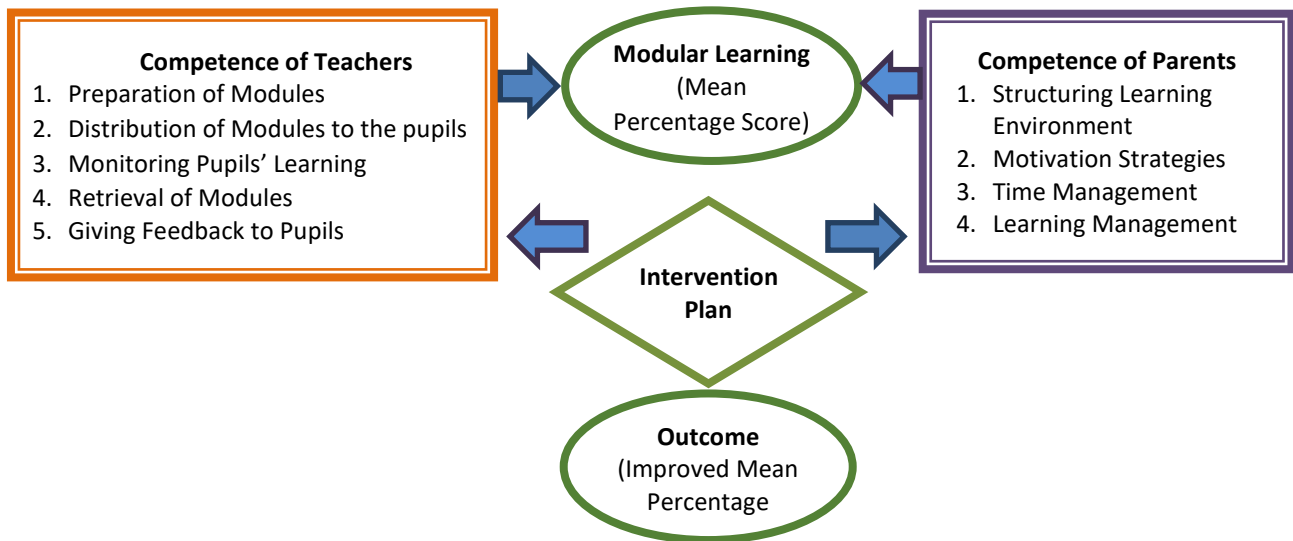 Competence of Teachers
1. Preparation of Modules
2. Distribution of Modules to the pupils
3. Monitoring Pupils’ Learning
4. Retrieval of Modules
5. Giving Feedback to Pupils
Modular Learning
(Mean
Percentage Score)
Competence of Parents
1. Structuring Learning
Environment
2. Motivation Strategies
3. Time Management
4. Learning Management
Intervention
Plan
Outcome
(Improved Mean
Percentage